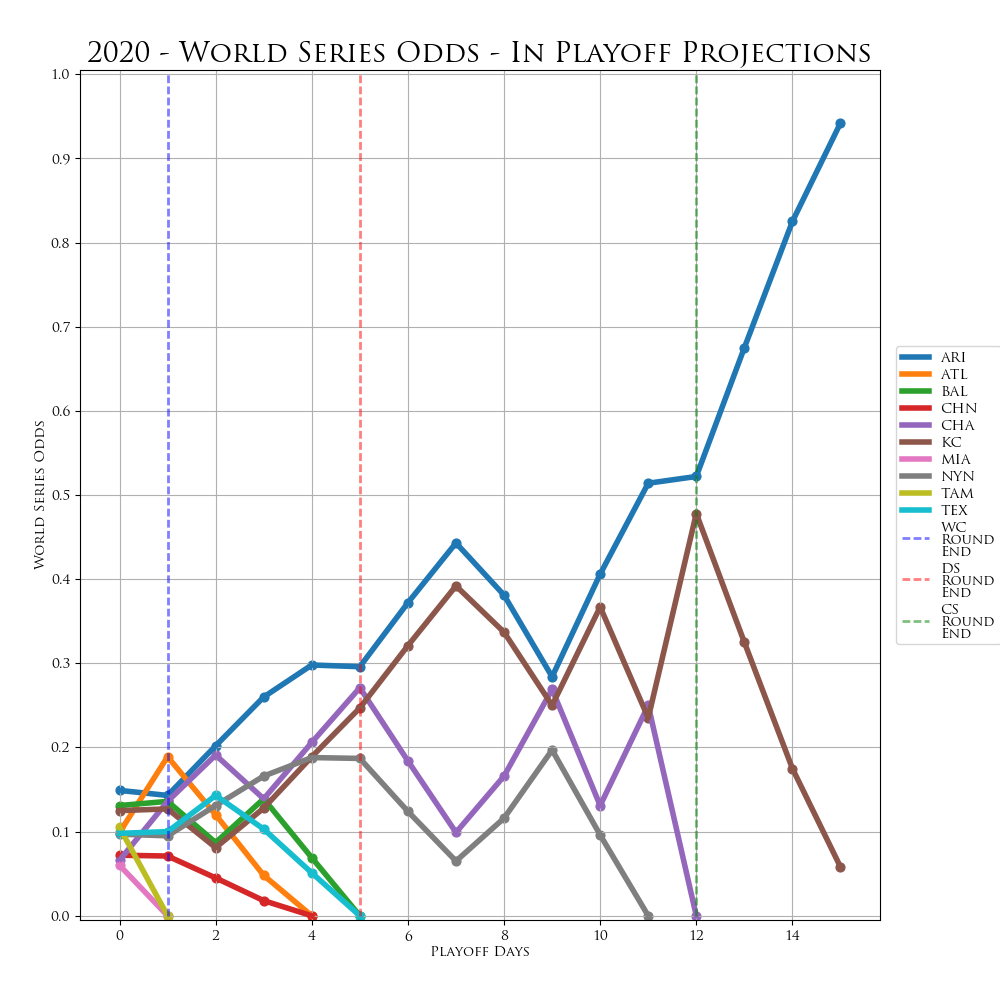 2020 - World Series Odds - In Playoff Projections
1.0
0.9
0.8
0.7
0.6
0.5
0.4
0.3
0.2
0.1
0.0
World Series Odds
0 2 4 6 8 10 12 14
Playoff Days
ARI
ATL
BAL
CHN
CHA
KC
MIA
NYN
TAM
TEX
WC
Round
End
DS
Round
End
CS
Round
End